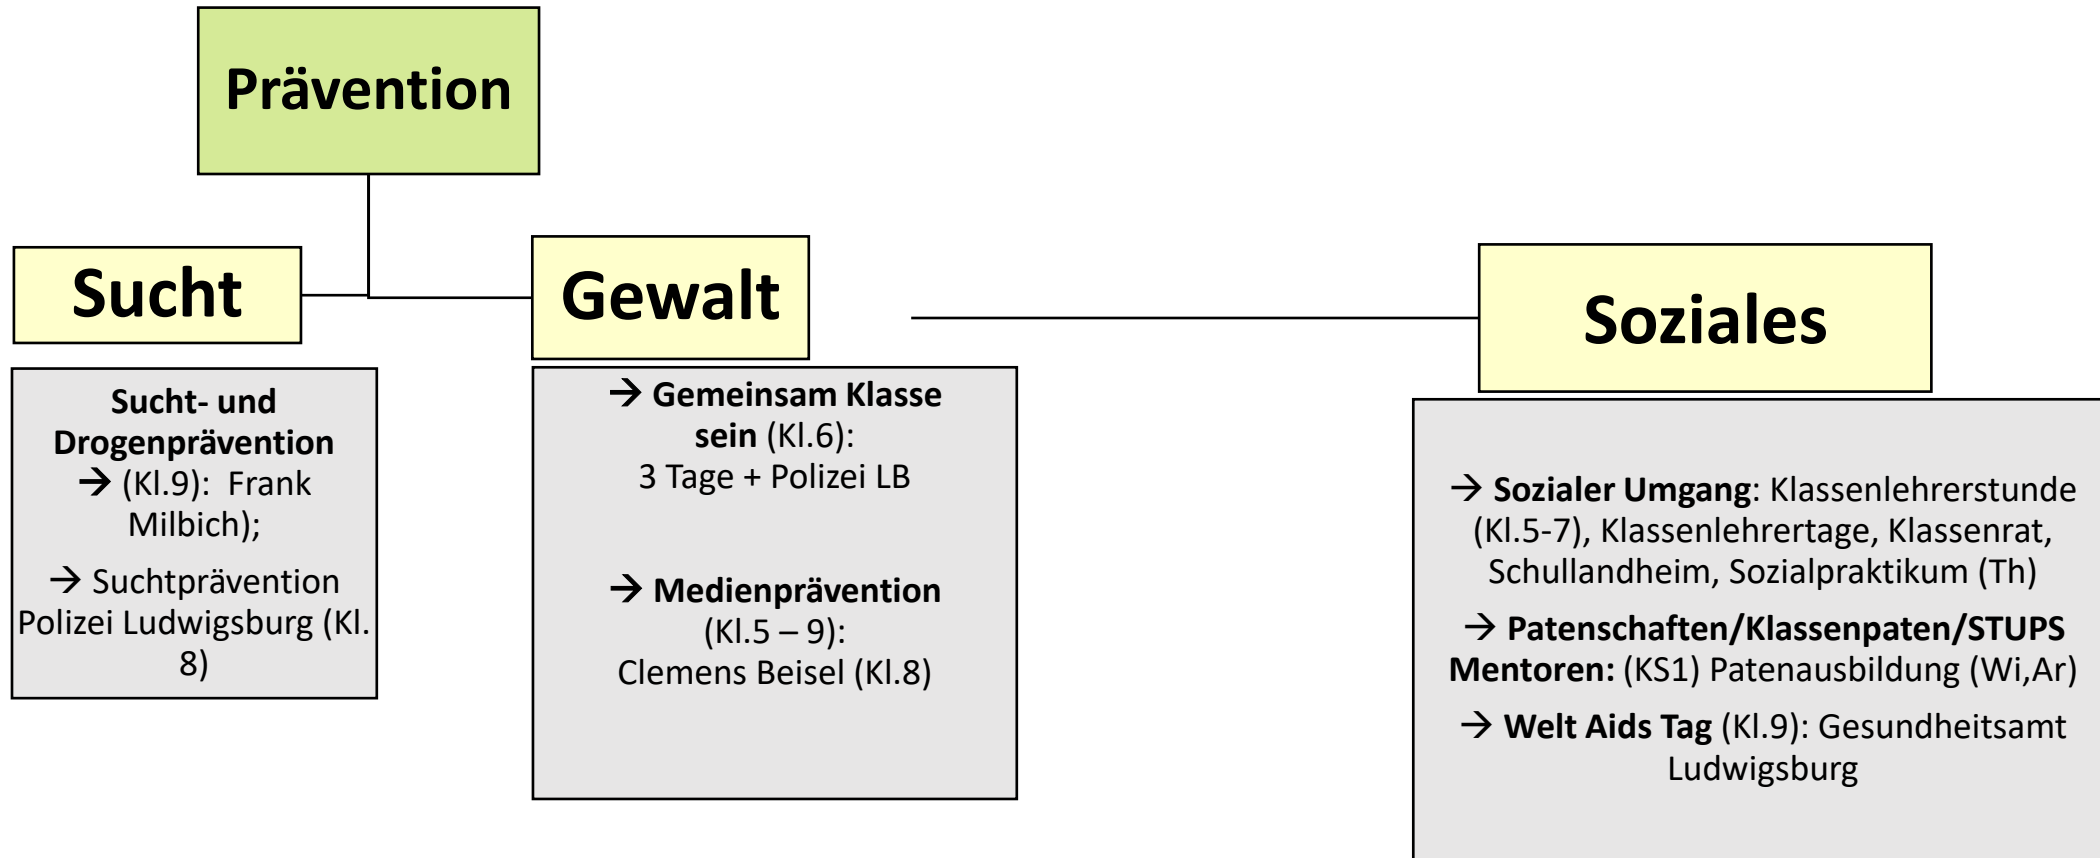 Prävention
Sucht
Gewalt
Soziales
Sucht- und
Drogenprävention
→ (Kl.9):  Frank
Milbich);
→ Suchtprävention
Polizei Ludwigsburg (Kl.
8)
→ Gemeinsam Klasse
sein (Kl.6):
3 Tage + Polizei LB
→ Medienprävention
(Kl.5 – 9):
Clemens Beisel (Kl.8)
→ Sozialer Umgang: Klassenlehrerstunde
(Kl.5-7), Klassenlehrertage, Klassenrat,
Schullandheim, Sozialpraktikum (Th)
→ Patenschaften/Klassenpaten/STUPS
Mentoren: (KS1) Patenausbildung (Wi,Ar)
→ Welt Aids Tag (Kl.9): Gesundheitsamt
Ludwigsburg